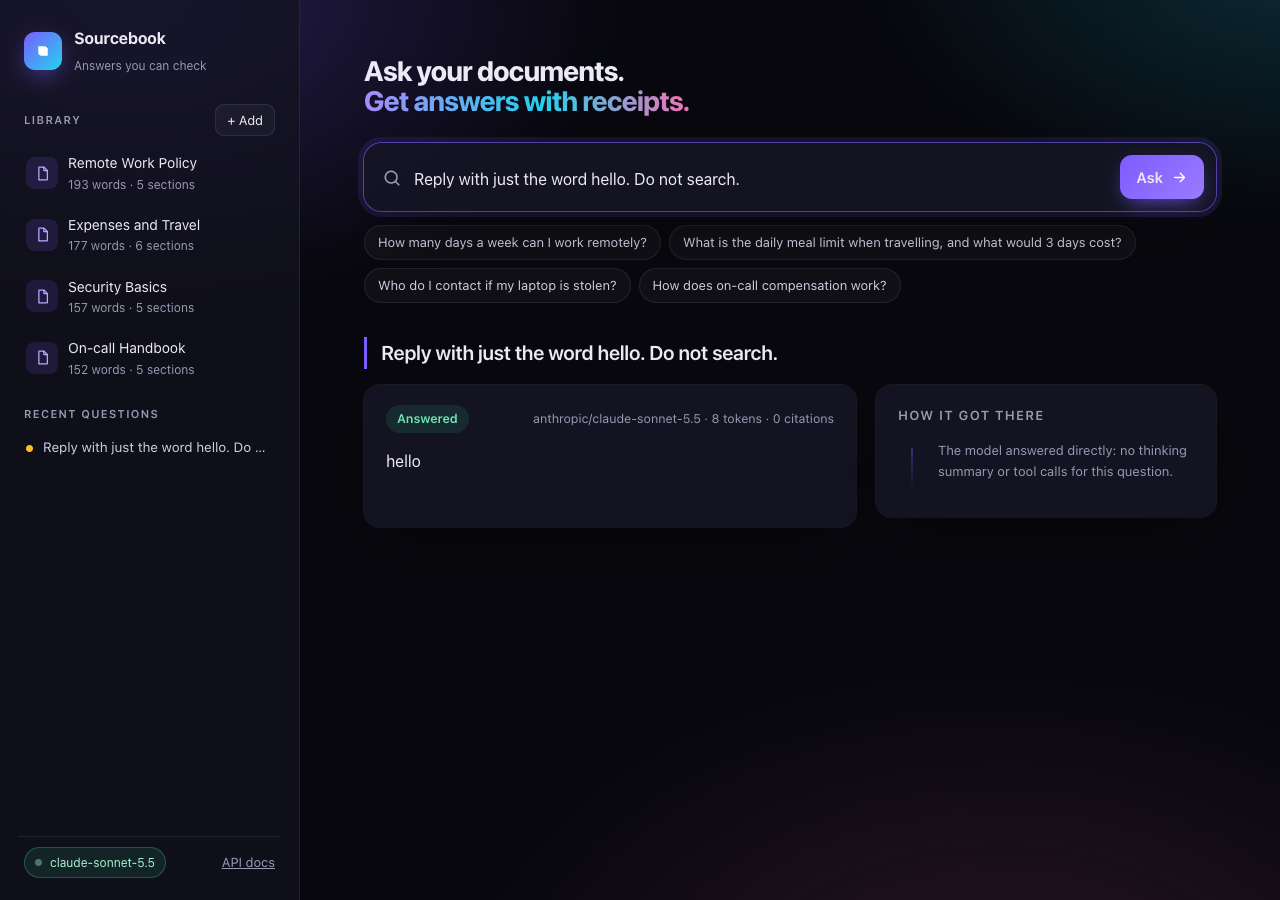 Sourcebook
Answers you can check
LIBRARY
+ Add
Remote Work Policy
193 words · 5 sections
Expenses and Travel
177 words · 6 sections
Security Basics
157 words · 5 sections
On-call Handbook
152 words · 5 sections
RECENT QUESTIONS
Reply with just the word hello. Do ...
claude-sonnet-5.5
API docs
Ask your documents.
Get answers with receipts.
Reply with just the word hello. Do not search.
Ask →
How many days a week can I work remotely?
What is the daily meal limit when travelling, and what would 3 days cost?
Who do I contact if my laptop is stolen?
How does on-call compensation work?
Reply with just the word hello. Do not search.
Answered
anthropic/claude-sonnet-5.5 · 8 tokens · 0 citations
hello
HOW IT GOT THERE
The model answered directly: no thinking
summary or tool calls for this question.